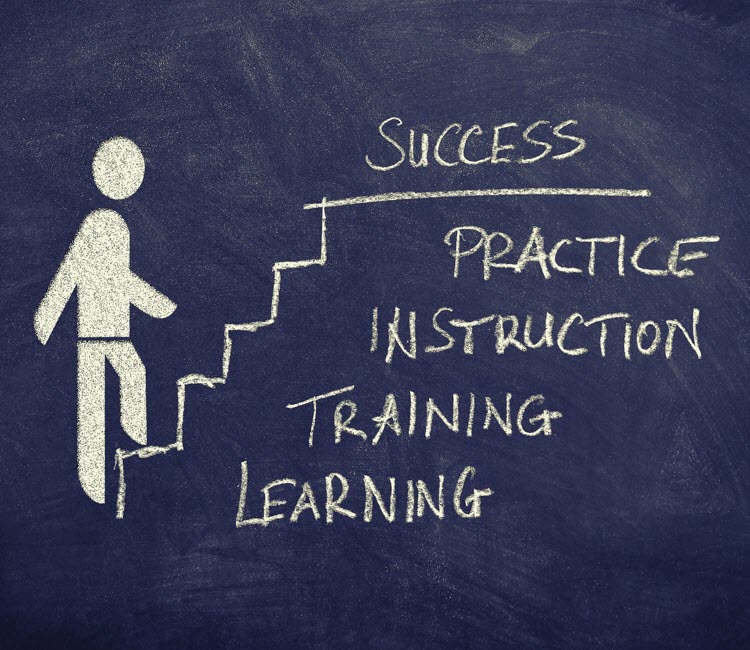 SUCCESS
PRACTICE
INSTRUCTION
TRAINING
LEARNING